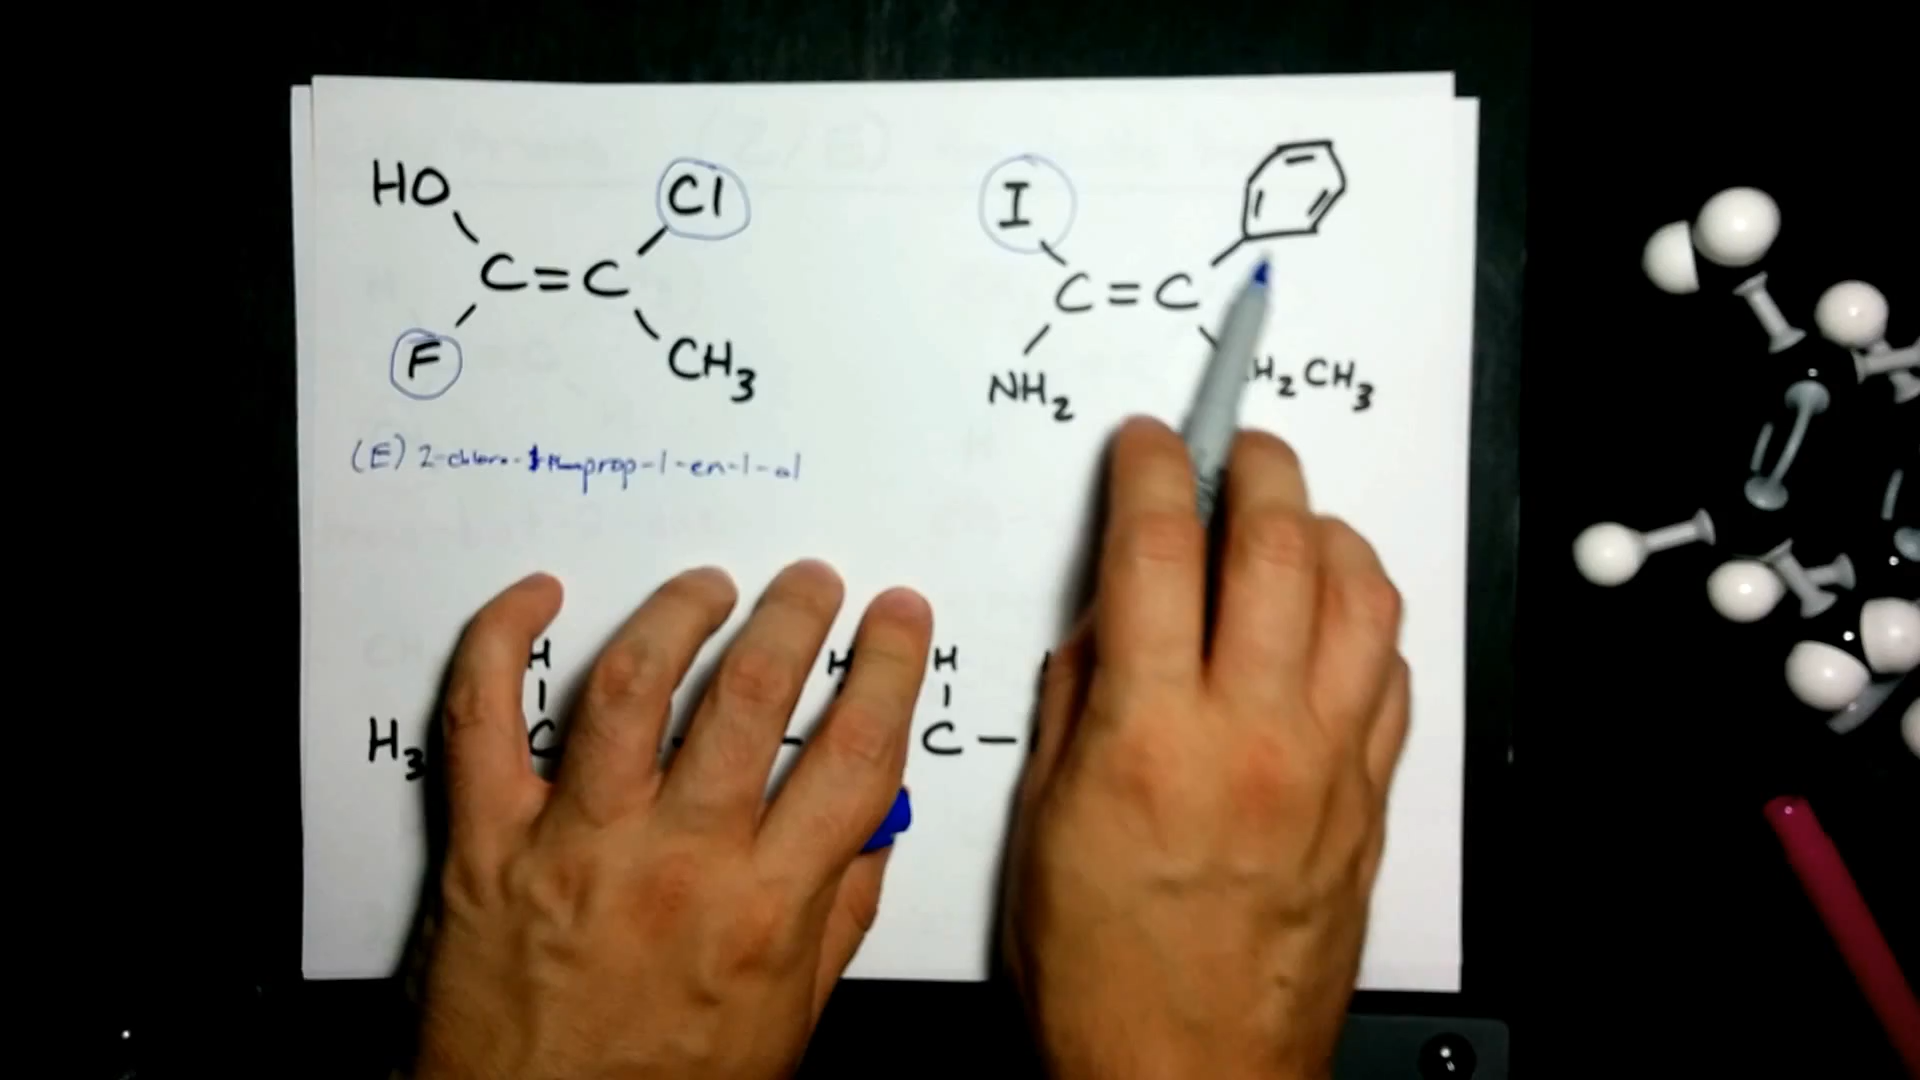 HO Cl
C=C
F CH3
I
C=C
NH2 H2CH3
(E) 2-chloro- prop-1-en-1-ol
H H H
H3 C - C -